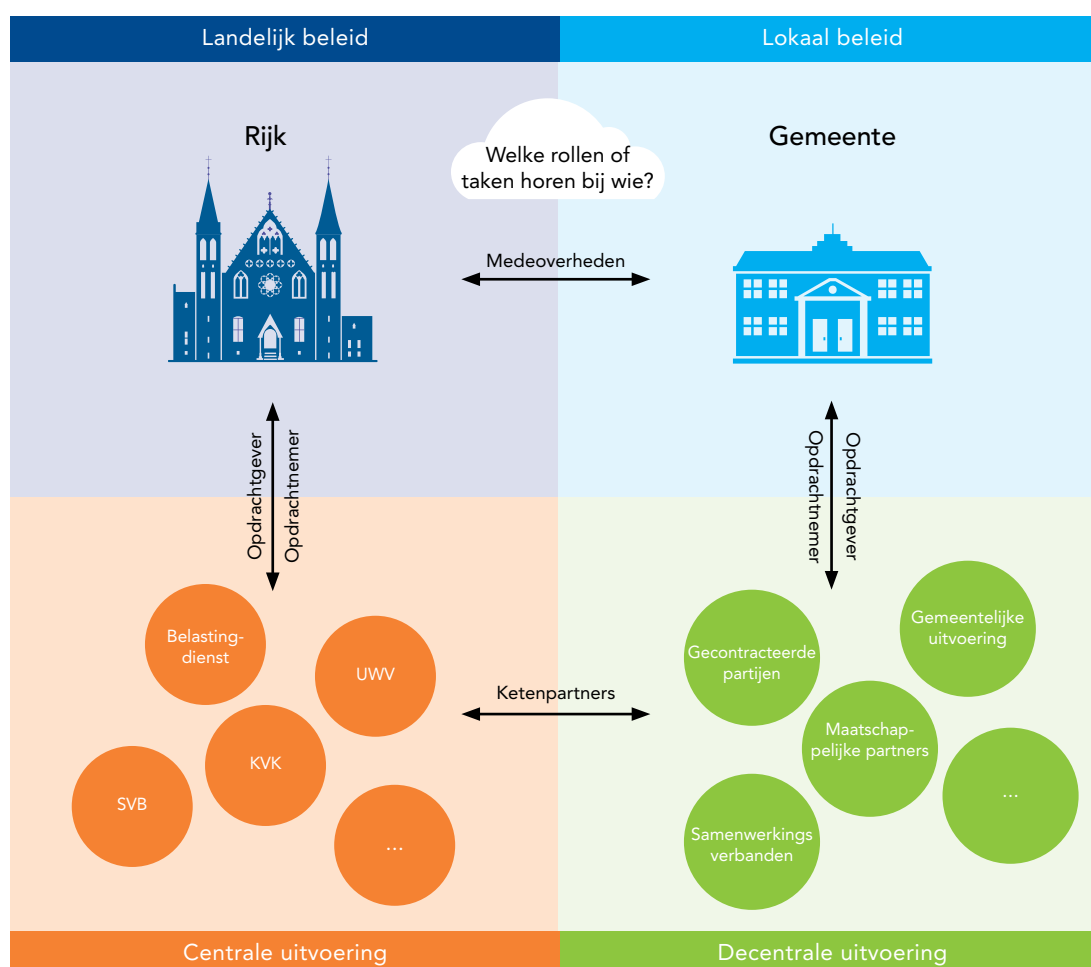 Landelijk beleid
Lokaal beleid
Rijk
Welke rollen of
taken horen bij wie?
Gemeente
Medeoverheden
Opdrachtgever
Opdrachtnemer
Opdrachtgever
Opdrachtnemer
Belasting-
dienst
UWV
KVK
SVB
...
Ketenpartners
Gecontracteerde
partijen
Gemeentelijke
uitvoering
Maatschap-
pelijke partners
...
Samenwerkings
verbanden
Centrale uitvoering
Decentrale uitvoering